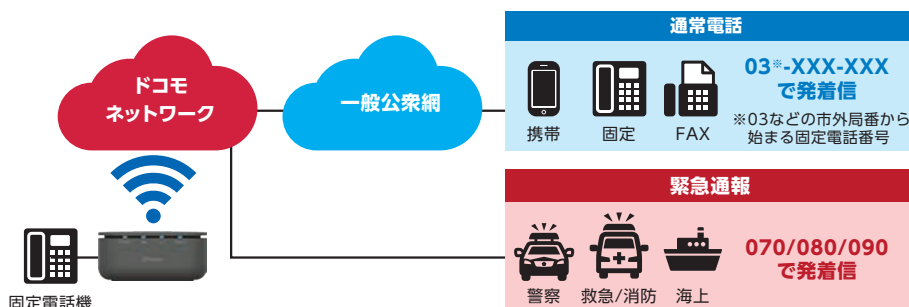 通常電話
ドコモ
ネットワーク
一般公衆網
03※-XXX-XXX
で発着信
※03などの市外局番から
始まる固定電話番号
携帯
固定
FAX
緊急通報
070/080/090
で発着信
警察
救急/消防
海上
固定電話機